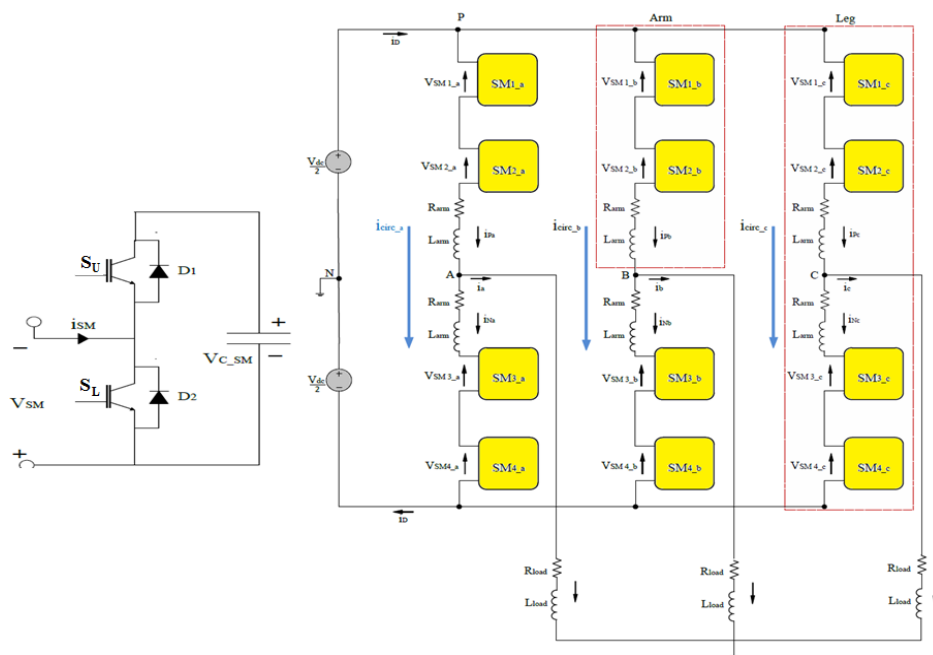 P Arm Leg
iD
VSM 1_a SM1_a VSM 1_b SM1_b VSM 1_c SM1_c
Vdc/2 + −
VSM 2_a SM2_a VSM 2_b SM2_b VSM 2_c SM2_c
Rarm Rarm Rarm
icirc_a icirc_b icirc_c
Larm iPa Larm iPb Larm iPc
SU D1
N A ia B ib C ic
Rarm Rarm Rarm
iSM + −
− VC_SM
Larm iNa Larm iNb Larm iNc
Vdc/2 + −
VSM 3_a SM3_a VSM 3_b SM3_b VSM 3_c SM3_c
SL D2
VSM
+
VSM4_a SM4_a VSM 4_b SM4_b VSM 4_c SM4_c
iD
Rload Rload Rload
Lload Lload Lload